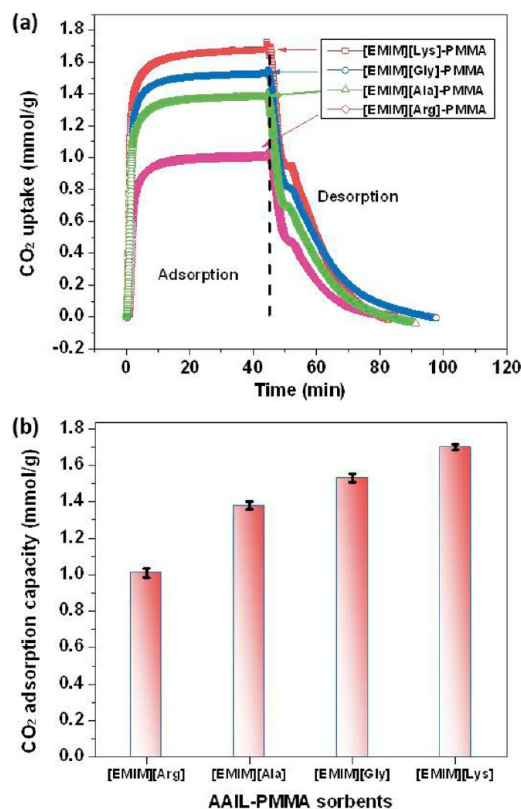 (a)
1.8
1.6
1.4
1.2
1.0
0.8
0.6
0.4
0.2
0.0
-0.2
CO₂ uptake (mmol/g)
[EMIM][Lys]-PMMA
[EMIM][Gly]-PMMA
[EMIM][Ala]-PMMA
[EMIM][Arg]-PMMA
Desorption
Adsorption
0 20 40 60 80 100 120
Time (min)
(b)
1.8
1.6
1.4
1.2
1.0
0.8
0.6
0.4
0.2
0.0
CO₂ adsorption capacity (mmol/g)
[EMIM][Arg] [EMIM][Ala] [EMIM][Gly] [EMIM][Lys]
AAIL-PMMA sorbents